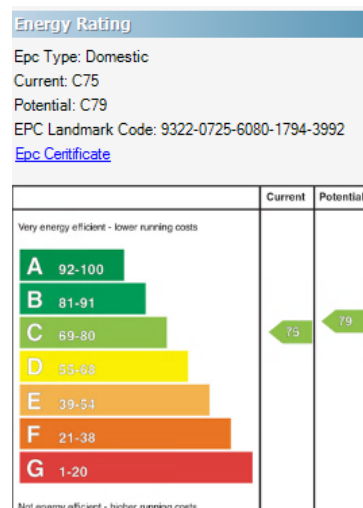 Energy Rating
Epc Type: Domestic
Current: C75
Potential: C79
EPC Landmark Code: 9322-0725-6080-1794-3992
Epc Ceritificate
Current Potential
Very energy efficient - lower running costs
A 92-100
B 81-91
C 69-80
75
79
D 55-68
E 39-54
F 21-38
G 1-20
Not energy efficient - higher running costs